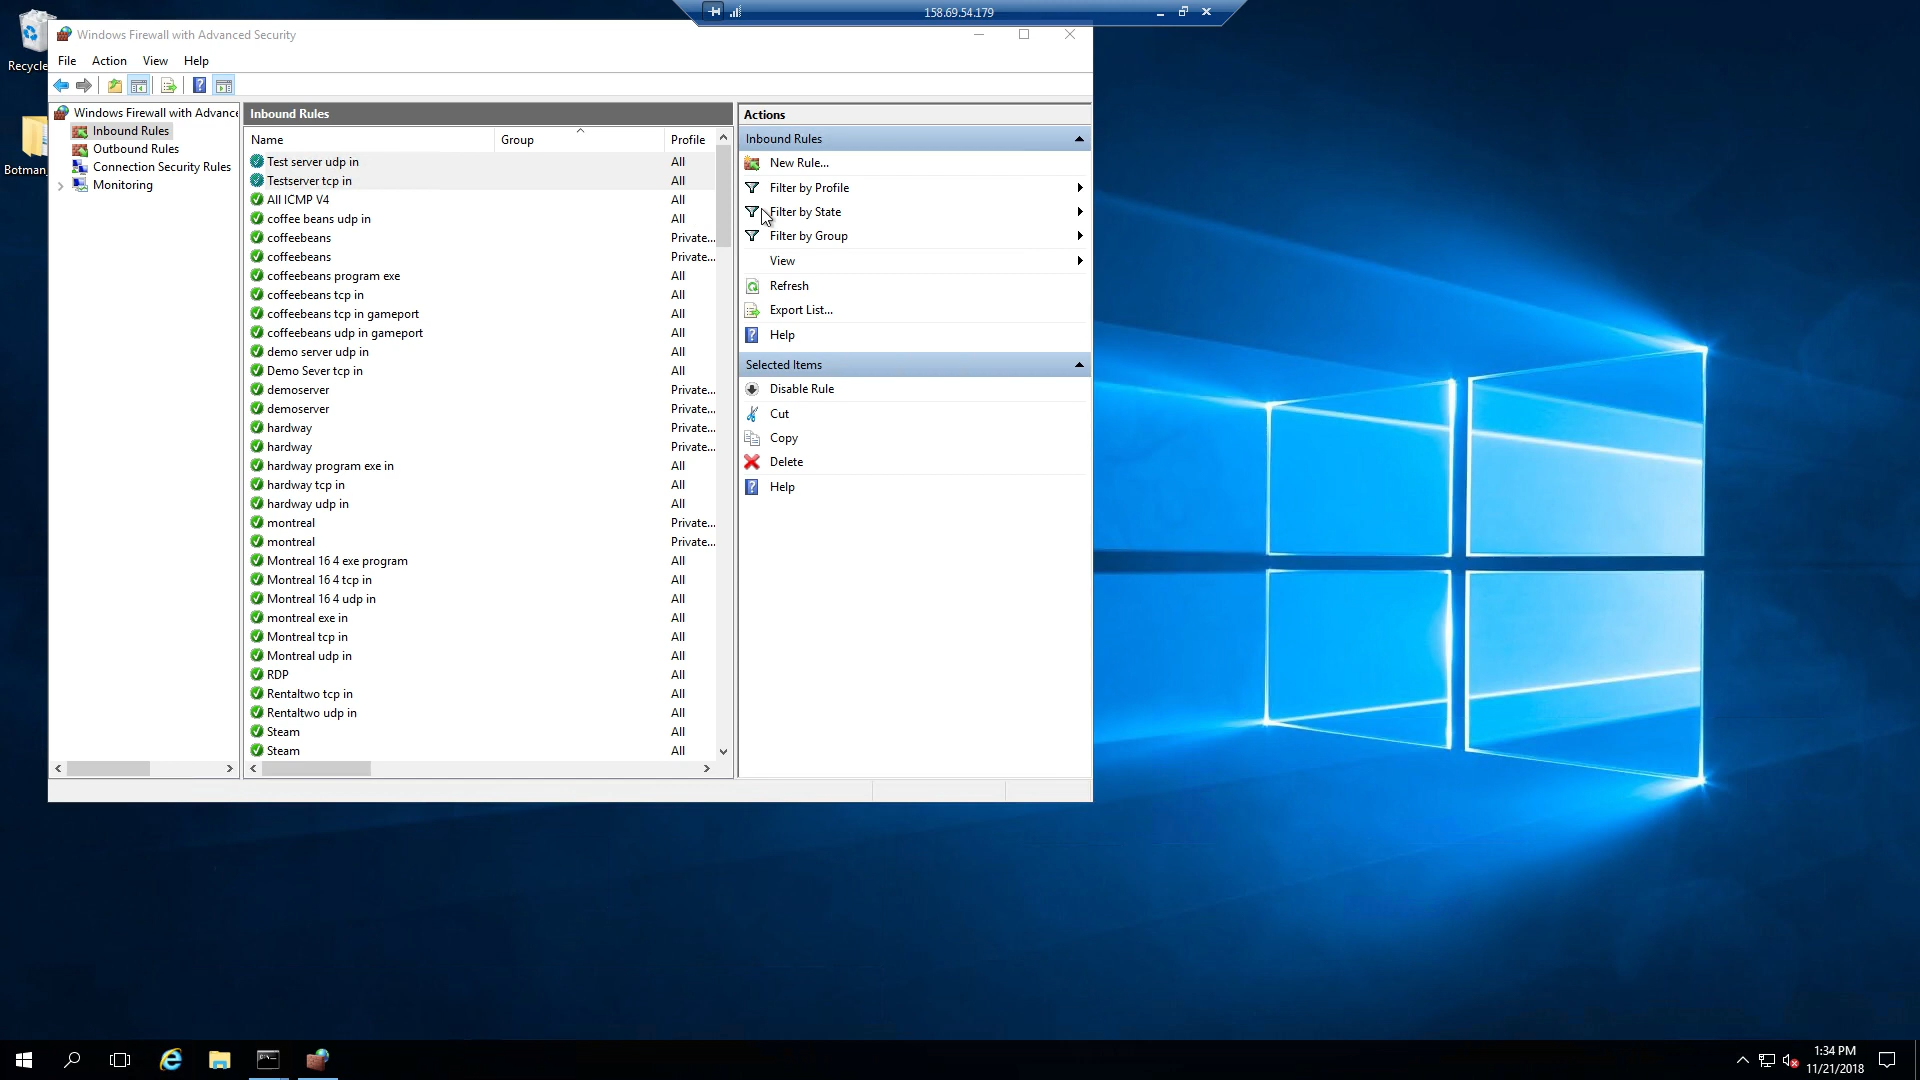 158.69.54.179
Recycle
Botman
Windows Firewall with Advanced Security
File Action View Help
Windows Firewall with Advance
Inbound Rules
Outbound Rules
Connection Security Rules
Monitoring
Inbound Rules
Name Group Profile
Test server udp in All
Testserver tcp in All
All ICMP V4 All
coffee beans udp in All
coffeebeans Private...
coffeebeans Private...
coffeebeans program exe All
coffeebeans tcp in All
coffeebeans tcp in gameport All
coffeebeans udp in gameport All
demo server udp in All
Demo Sever tcp in All
demoserver Private...
demoserver Private...
hardway Private...
hardway Private...
hardway program exe in All
hardway tcp in All
hardway udp in All
montreal Private...
montreal Private...
Montreal 16 4 exe program All
Montreal 16 4 tcp in All
Montreal 16 4 udp in All
montreal exe in All
Montreal tcp in All
Montreal udp in All
RDP All
Rentaltwo tcp in All
Rentaltwo udp in All
Steam All
Steam All
Actions
Inbound Rules
New Rule...
Filter by Profile
Filter by State
Filter by Group
View
Refresh
Export List...
Help
Selected Items
Disable Rule
Cut
Copy
Delete
Help
1:34 PM
11/21/2018